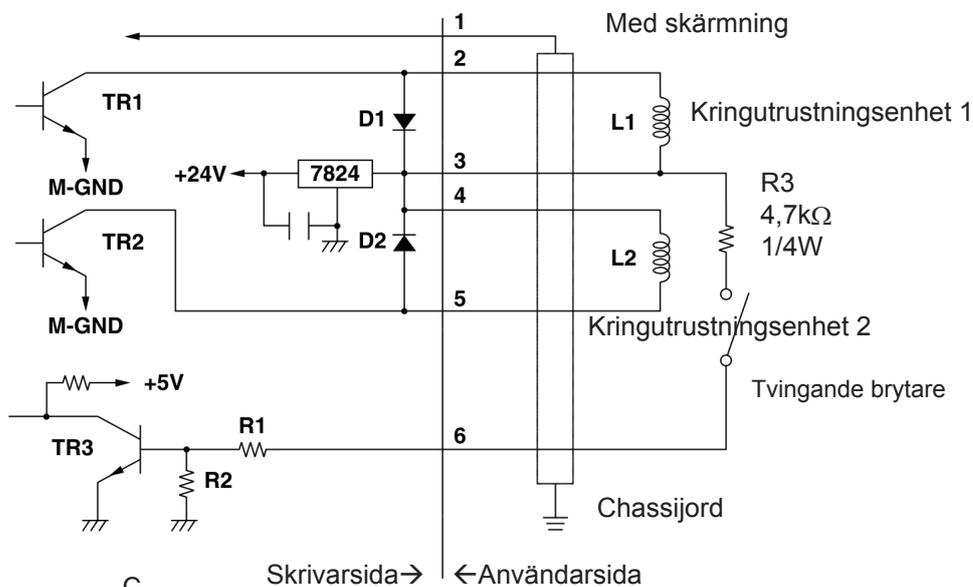 1
Med skärmning
2
TR1
D1
L1
Kringutrustningsenhet 1
3
+24V
7824
M-GND
R3
4,7kΩ
1/4W
4
TR2
D2
L2
5
M-GND
Kringutrustningsenhet 2
+5V
Tvingande brytare
R1
6
TR3
R2
Chassijord
Skrivarsida→
←Användarsida